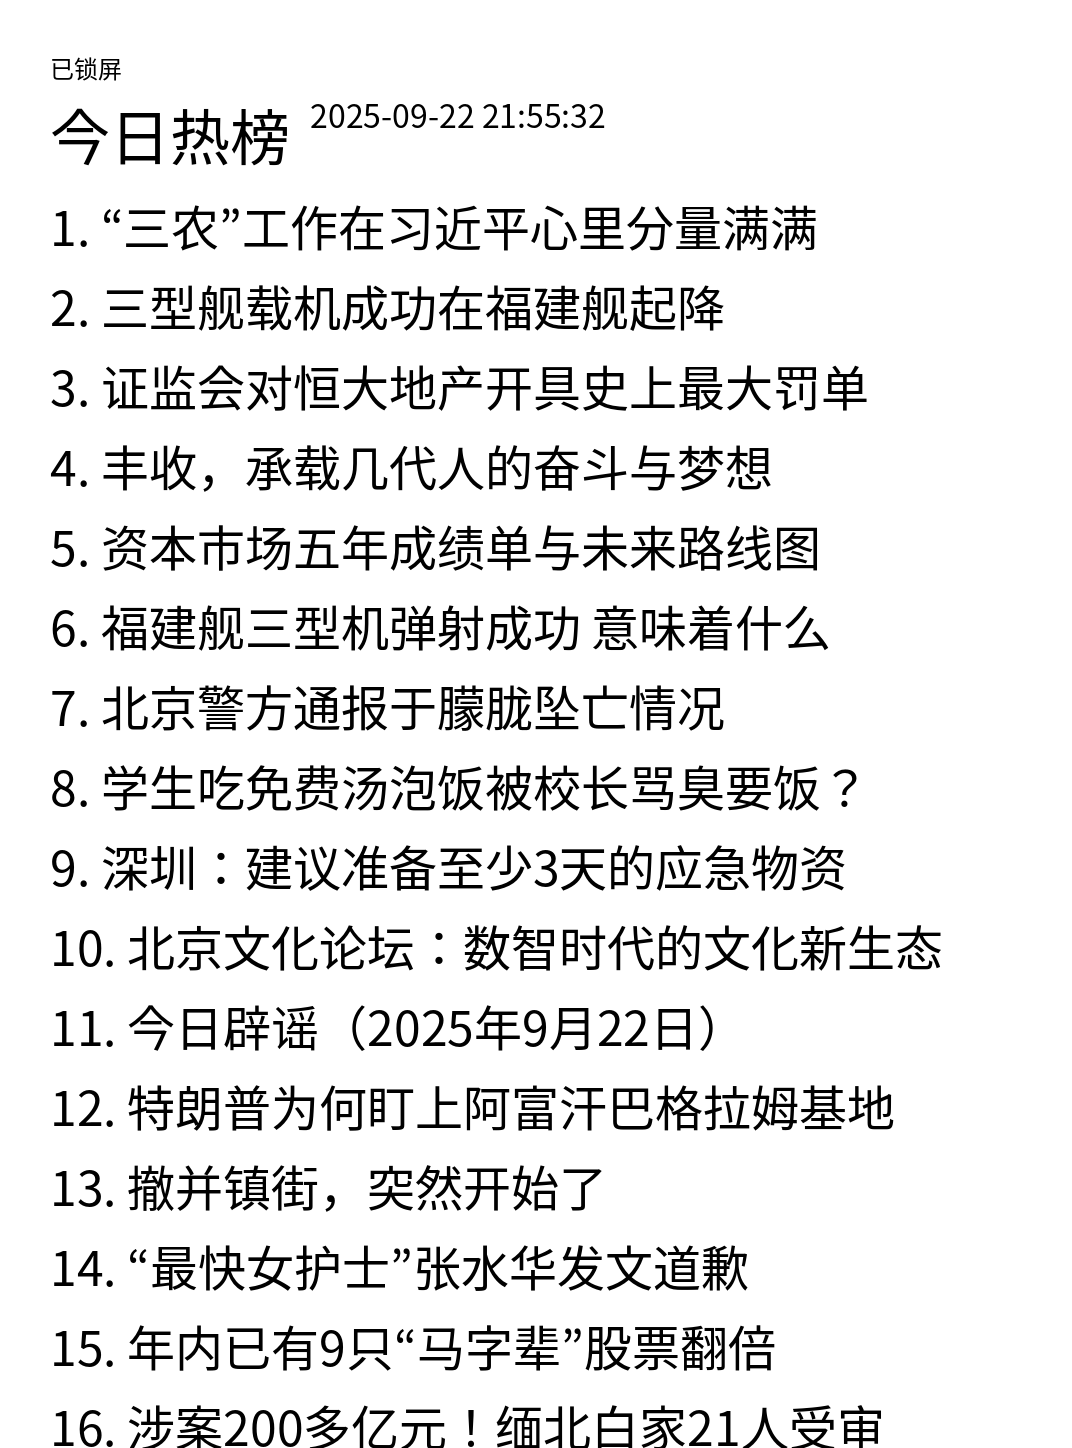 已锁屏
今日热榜 2025-09-22 21:55:32
1. “三农”工作在习近平心里分量满满
2. 三型舰载机成功在福建舰起降
3. 证监会对恒大地产开具史上最大罚单
4. 丰收，承载几代人的奋斗与梦想
5. 资本市场五年成绩单与未来路线图
6. 福建舰三型机弹射成功 意味着什么
7. 北京警方通报于朦胧坠亡情况
8. 学生吃免费汤泡饭被校长骂臭要饭？
9. 深圳：建议准备至少3天的应急物资
10. 北京文化论坛：数智时代的文化新生态
11. 今日辟谣（2025年9月22日）
12. 特朗普为何盯上阿富汗巴格拉姆基地
13. 撤并镇街，突然开始了
14. “最快女护士”张水华发文道歉
15. 年内已有9只“马字辈”股票翻倍
16. 涉案200多亿元！缅北白家21人受审